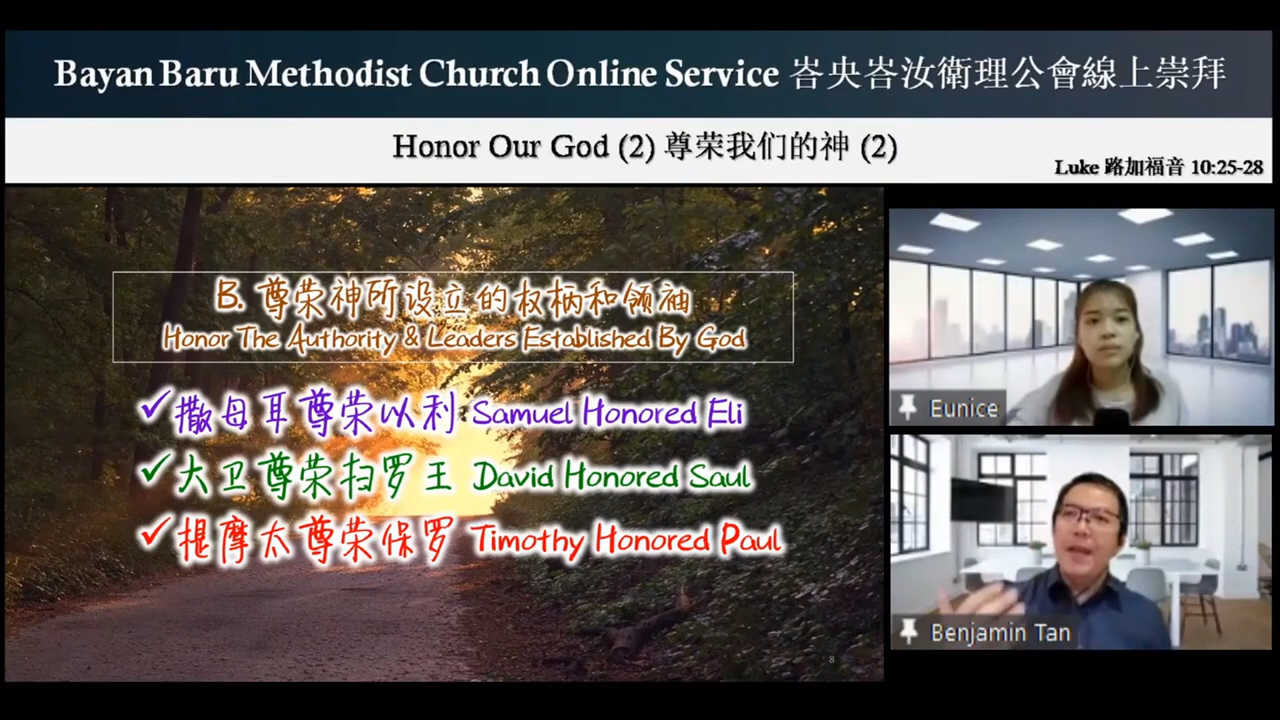 Bayan Baru Methodist Church Online Service 峇央峇汝衛理公會線上崇拜
Honor Our God (2) 尊荣我们的神 (2)
Luke 路加福音 10:25-28
B. 尊荣神所设立的权柄和领袖
Honor The Authority & Leaders Established By God
✓撒母耳尊荣以利 Samuel Honored Eli
✓大卫尊荣扫罗王 David Honored Saul
✓提摩太尊荣保罗 Timothy Honored Paul
8
Eunice
Benjamin Tan